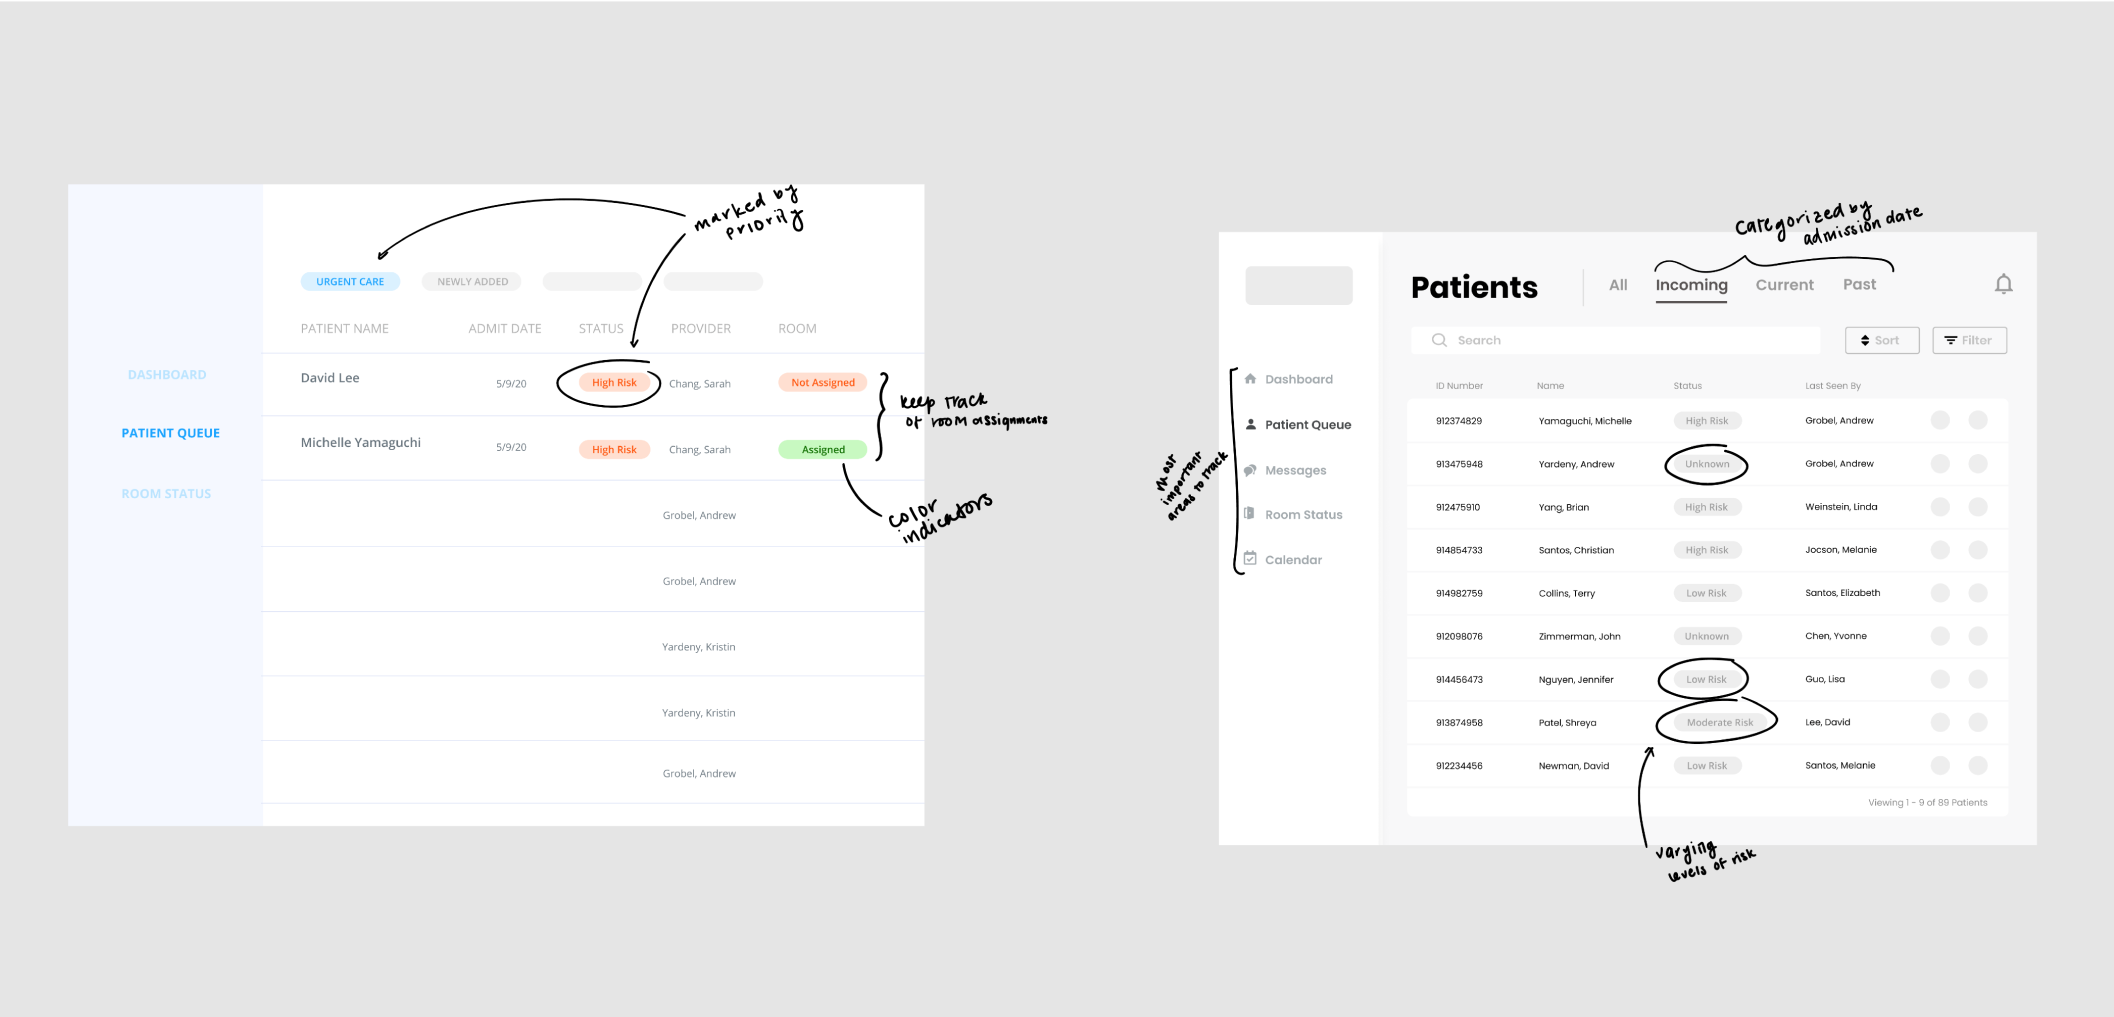 marked by
priority
URGENT CARE
NEWLY ADDED
PATIENT NAME ADMIT DATE STATUS PROVIDER ROOM
DASHBOARD
PATIENT QUEUE
ROOM STATUS
David Lee 5/9/20 High Risk Chang, Sarah Not Assigned
Michelle Yamaguchi 5/9/20 High Risk Chang, Sarah Assigned
Grobel, Andrew
Grobel, Andrew
Yardeny, Kristin
Yardeny, Kristin
Grobel, Andrew
keep track
of room assignments
color
indicators
categorized by
admission date
Patients All Incoming Current Past
Search Sort Filter
Dashboard
Patient Queue
Messages
Room Status
Calendar
most
important
areas to track
ID Number Name Status Last Seen By
912374829 Yamaguchi, Michelle High Risk Grobel, Andrew
913475948 Yardeny, Andrew Unknown Grobel, Andrew
912475910 Yang, Brian High Risk Weinstein, Linda
914854733 Santos, Christian High Risk Jocson, Melanie
914982759 Collins, Terry Low Risk Santos, Elizabeth
912098076 Zimmerman, John Unknown Chen, Yvonne
914456473 Nguyen, Jennifer Low Risk Guo, Lisa
913874958 Patel, Shreya Moderate Risk Lee, David
912234456 Newman, David Low Risk Santos, Melanie
Viewing 1 - 9 of 89 Patients
varying
levels of risk